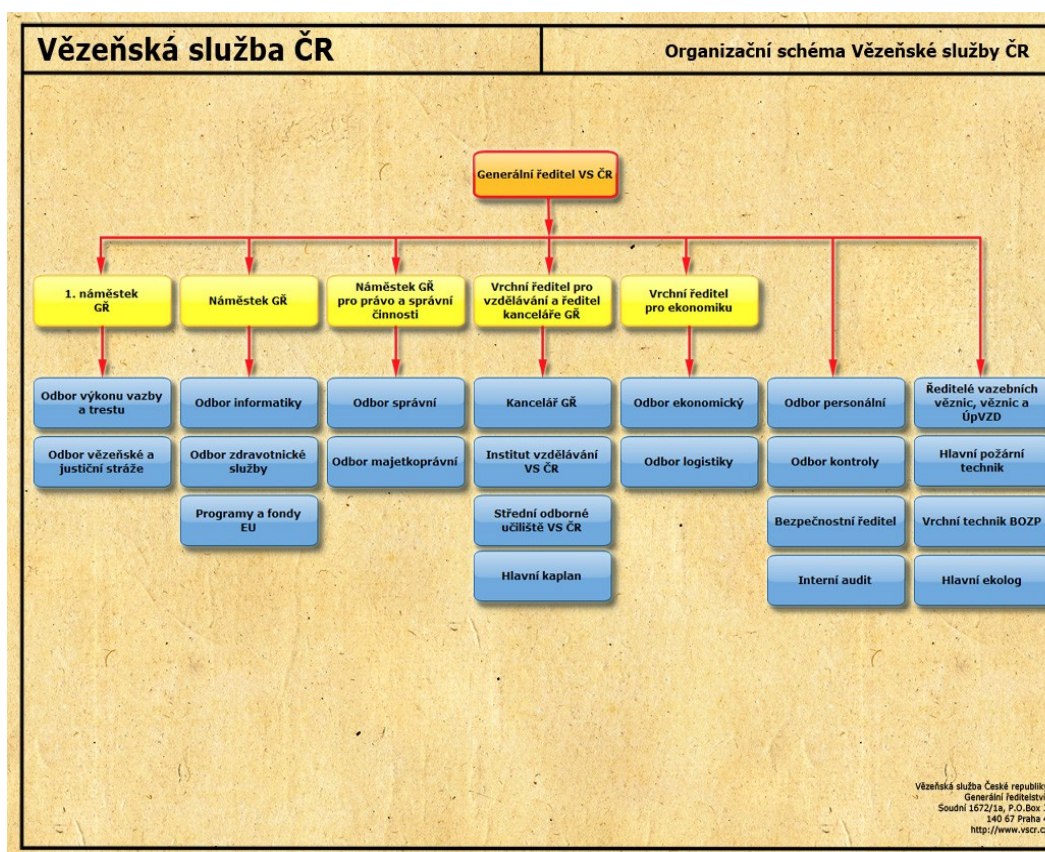 Vězeňská služba ČR
Organizační schéma Vězeňské služby ČR
Generální ředitel VS ČR
1. náměstek
GŘ
Náměstek GŘ
Náměstek GŘ
pro právo a správní
činnosti
Vrchní ředitel pro
vzdělávání a ředitel
kanceláře GŘ
Vrchní ředitel
pro ekonomiku
Odbor výkonu vazby
a trestu
Odbor informatiky
Odbor správní
Kancelář GŘ
Odbor ekonomický
Odbor personální
Ředitelé vazebních
věznic, věznic a
ÚpVZD
Odbor vězeňské a
justiční stráže
Odbor zdravotnické
služby
Odbor majetkoprávní
Institut vzdělávání
VS ČR
Odbor logistiky
Odbor kontroly
Hlavní požární
technik
Programy a fondy
EU
Střední odborné
učiliště VS ČR
Bezpečnostní ředitel
Vrchní technik BOZP
Hlavní kaplan
Interní audit
Hlavní ekolog
Vězeňská služba České republiky
Generální ředitelství
Soudní 1672/1a, P.O.Box
140 67 Praha 4
http://www.vscr.c